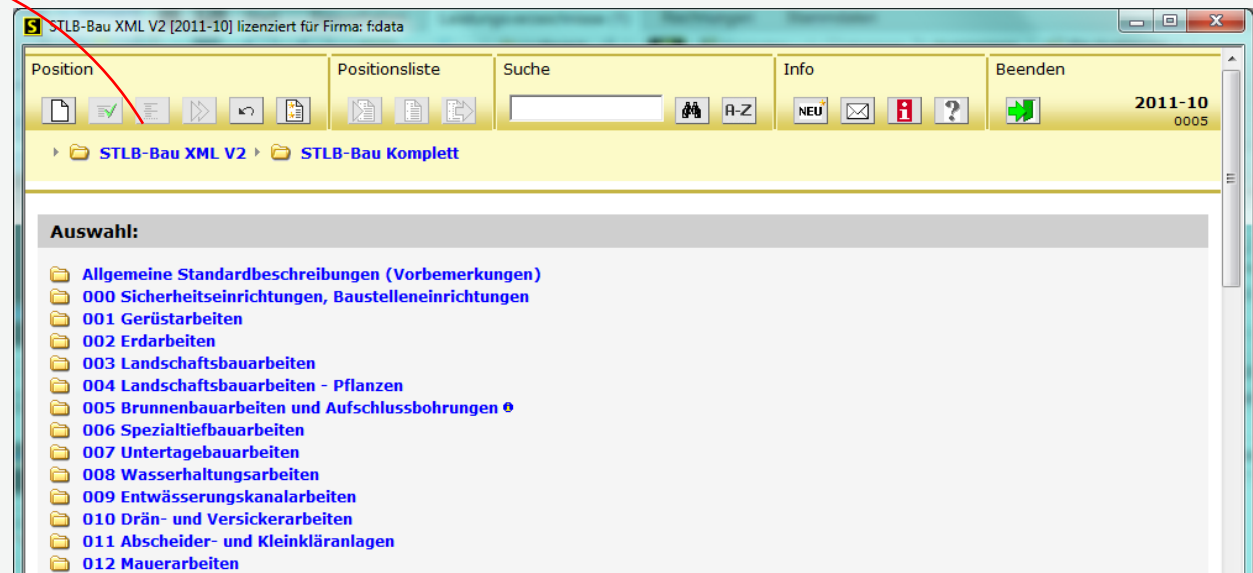 STLB-Bau XML V2 [2011-10] lizenziert für Firma: f:data
Position Positionsliste Suche Info Beenden
A-Z NEU ? 2011-10
0005
STLB-Bau XML V2 STLB-Bau Komplett
Auswahl:
Allgemeine Standardbeschreibungen (Vorbemerkungen)
000 Sicherheitseinrichtungen, Baustelleneinrichtungen
001 Gerüstarbeiten
002 Erdarbeiten
003 Landschaftsbauarbeiten
004 Landschaftsbauarbeiten - Pflanzen
005 Brunnenbauarbeiten und Aufschlussbohrungen
006 Spezialtiefbauarbeiten
007 Untertagebauarbeiten
008 Wasserhaltungsarbeiten
009 Entwässerungskanalarbeiten
010 Drän- und Versickerarbeiten
011 Abscheider- und Kleinkläranlagen
012 Mauerarbeiten